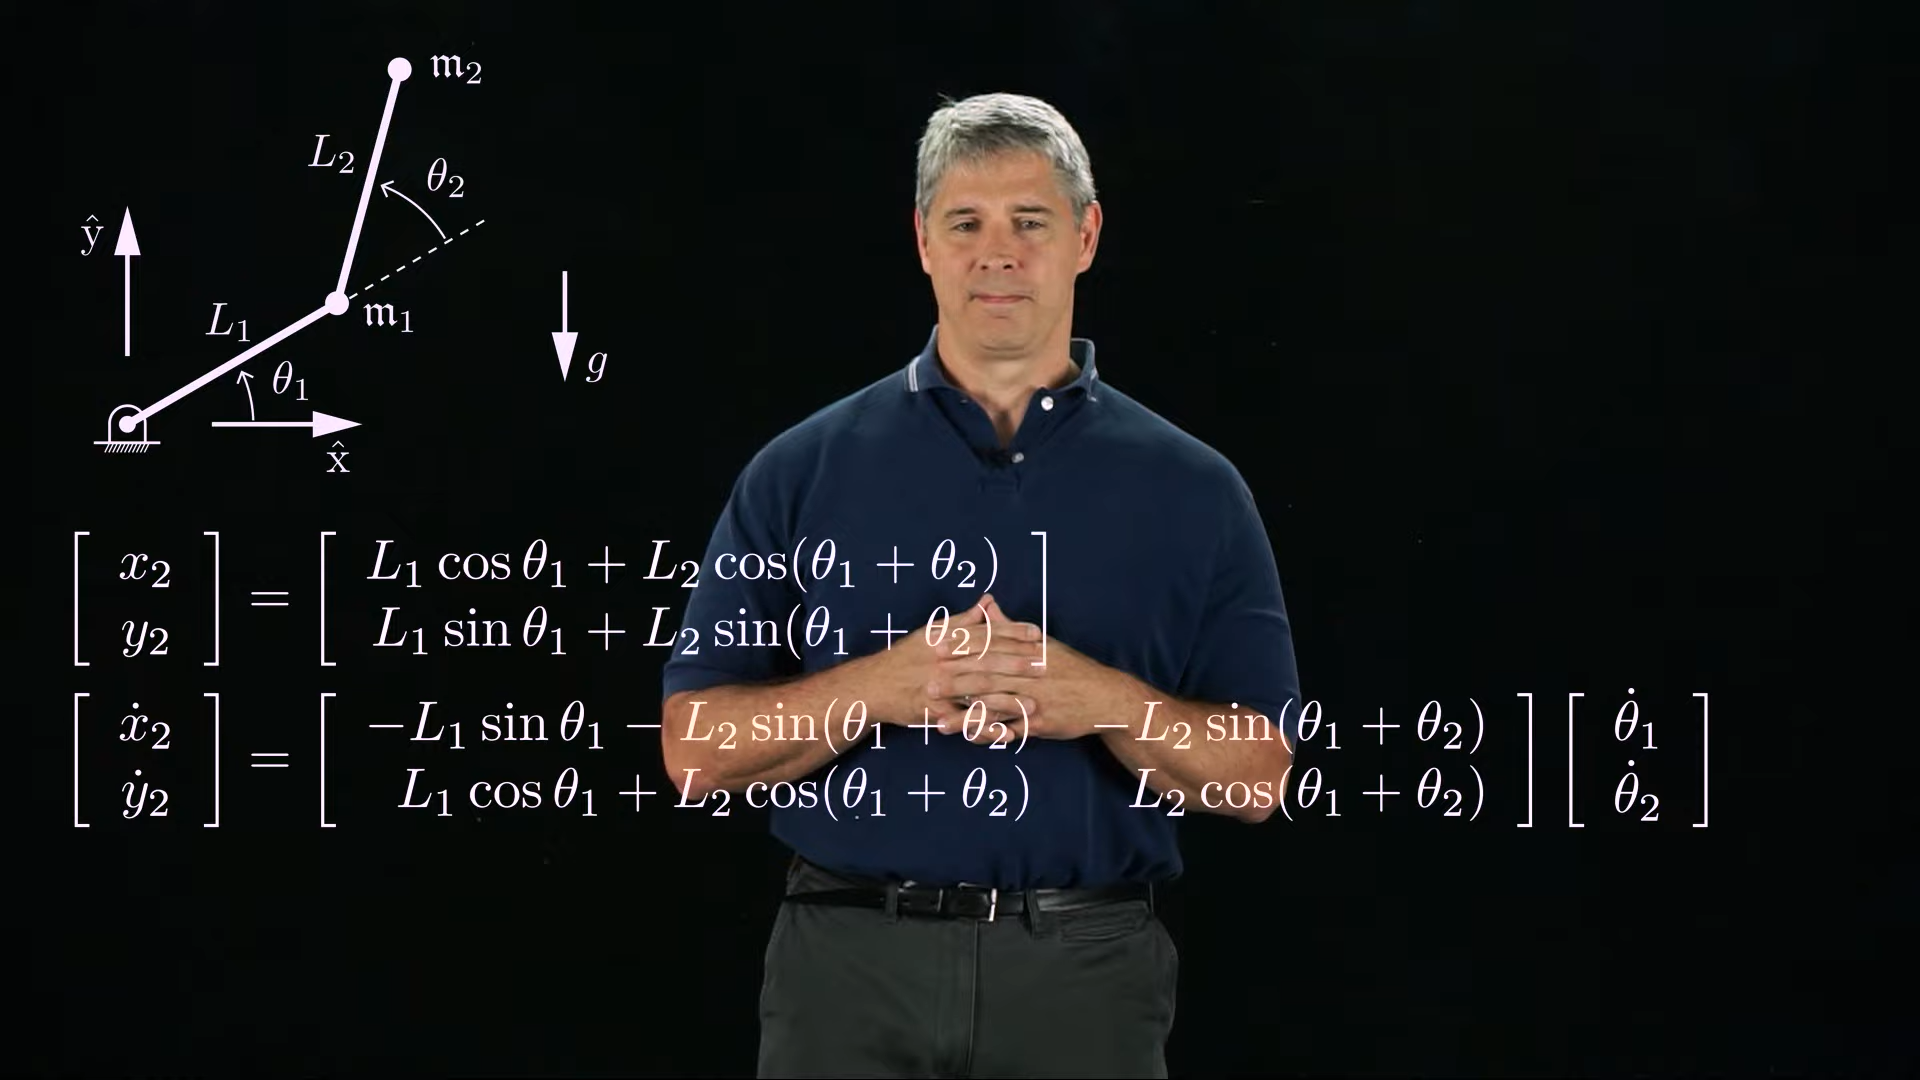 𝔪₂
L₂
θ₂
ŷ
L₁
𝔪₁
g
θ₁
x̂
[ x₂ ; y₂ ] = [ L₁ cos θ₁ + L₂ cos(θ₁ + θ₂) ; L₁ sin θ₁ + L₂ sin(θ₁ + θ₂) ]
[ ẋ₂ ; ẏ₂ ] = [ −L₁ sin θ₁ − L₂ sin(θ₁ + θ₂)   −L₂ sin(θ₁ + θ₂) ; L₁ cos θ₁ + L₂ cos(θ₁ + θ₂)   L₂ cos(θ₁ + θ₂) ] [ θ̇₁ ; θ̇₂ ]